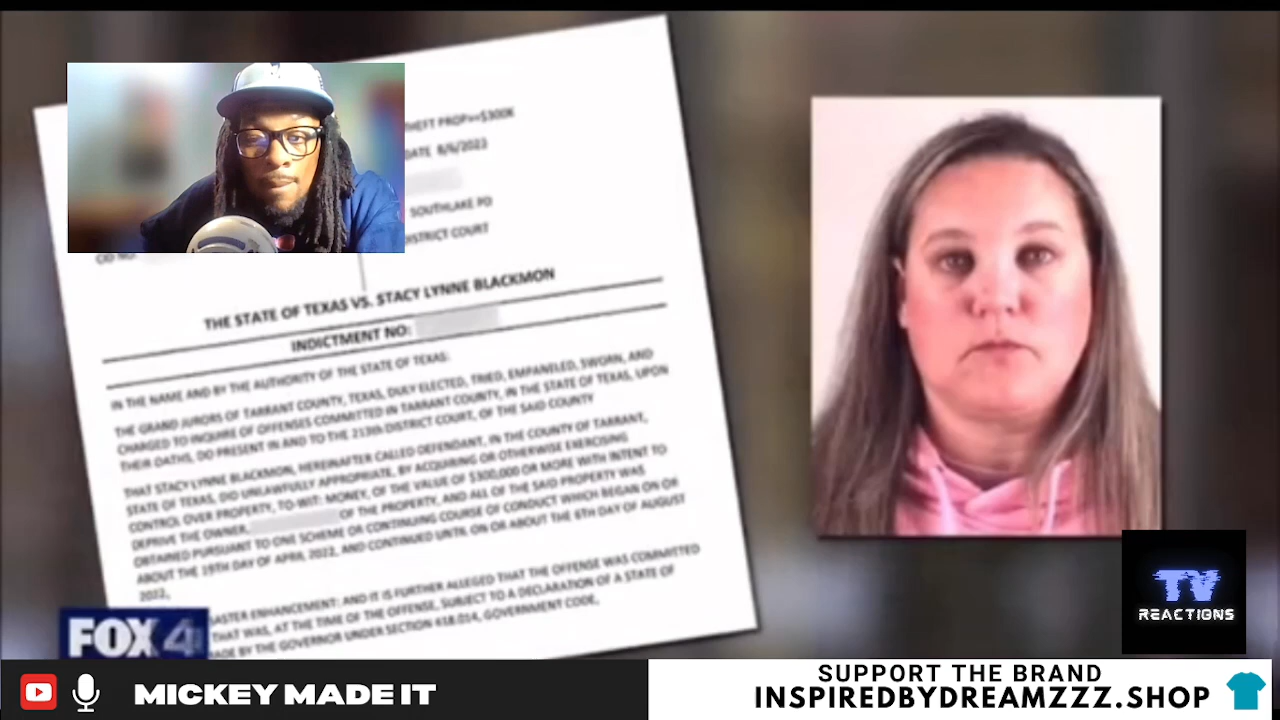 THEFT PROP>=$300K
DATE 8/6/2022
SOUTHLAKE PD
DISTRICT COURT
CID NO
THE STATE OF TEXAS VS. STACY LYNNE BLACKMON
INDICTMENT NO:
IN THE NAME AND BY THE AUTHORITY OF THE STATE OF TEXAS:
THE GRAND JURORS OF TARRANT COUNTY, TEXAS, DULY ELECTED, TRIED, EMPANELED, SWORN, AND
CHARGED TO INQUIRE OF OFFENSES COMMITTED IN TARRANT COUNTY, IN THE STATE OF TEXAS, UPON
THEIR OATHS, DO PRESENT IN AND TO THE 213th DISTRICT COURT, OF THE SAID COUNTY
THAT STACY LYNNE BLACKMON, HEREINAFTER CALLED DEFENDANT, IN THE COUNTY OF TARRANT,
STATE OF TEXAS, DID UNLAWFULLY APPROPRIATE, BY ACQUIRING OR OTHERWISE EXERCISING
CONTROL OVER PROPERTY, TO-WIT: MONEY, OF THE VALUE OF $300,000 OR MORE WITH INTENT TO
DEPRIVE THE OWNER, OF THE PROPERTY, AND ALL OF THE SAID PROPERTY WAS
OBTAINED PURSUANT TO ONE SCHEME OR CONTINUING COURSE OF CONDUCT WHICH BEGAN ON OR
ABOUT THE 19TH DAY OF APRIL 2022, AND CONTINUED UNTIL ON OR ABOUT THE 6TH DAY OF AUGUST
2022,
ASTER ENHANCEMENT: AND IT IS FURTHER ALLEGED THAT THE OFFENSE WAS COMMITTED
THAT WAS, AT THE TIME OF THE OFFENSE, SUBJECT TO A DECLARATION OF A STATE OF
ADE BY THE GOVERNOR UNDER SECTION 418.014, GOVERNMENT CODE,
FOX 4
TV
REACTIONS
MICKEY MADE IT
SUPPORT THE BRAND
INSPIREDBYDREAMZZZ.SHOP